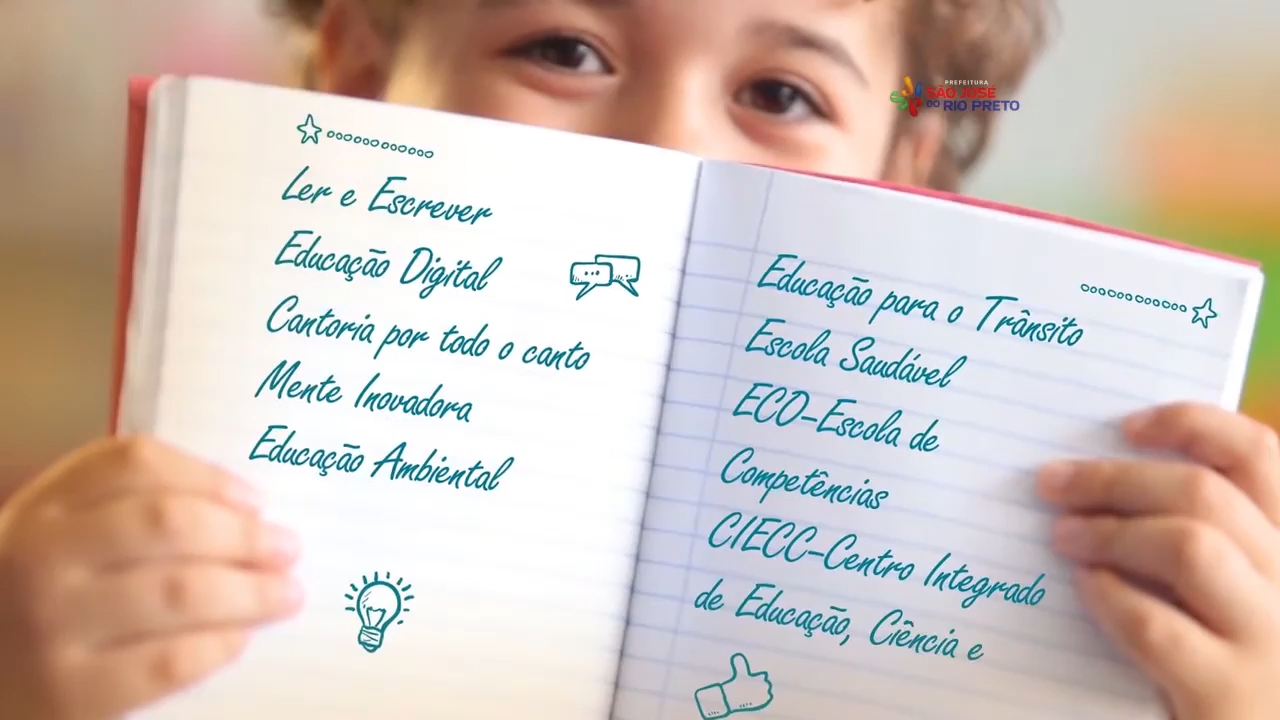 PREFEITURA
SÃO JOSÉ
DO RIO PRETO
Ler e Escrever
Educação Digital
Cantoria por todo o canto
Mente Inovadora
Educação Ambiental
Educação para o Trânsito
Escola Saudável
ECO-Escola de
Competências
CIECC-Centro Integrado
de Educação, Ciência e